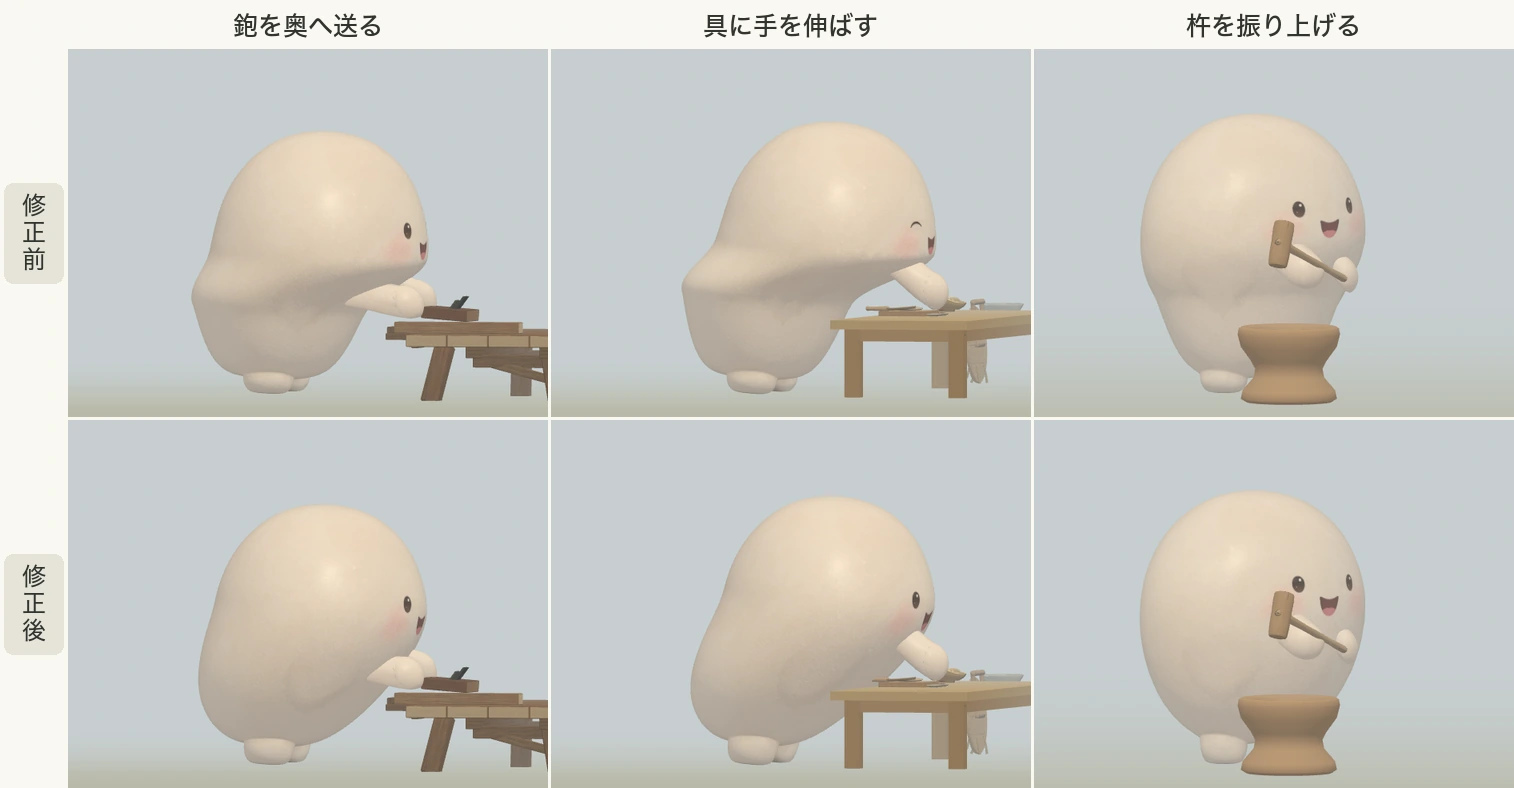 鉋を奥へ送る
具に手を伸ばす
杵を振り上げる
修正前
修正後